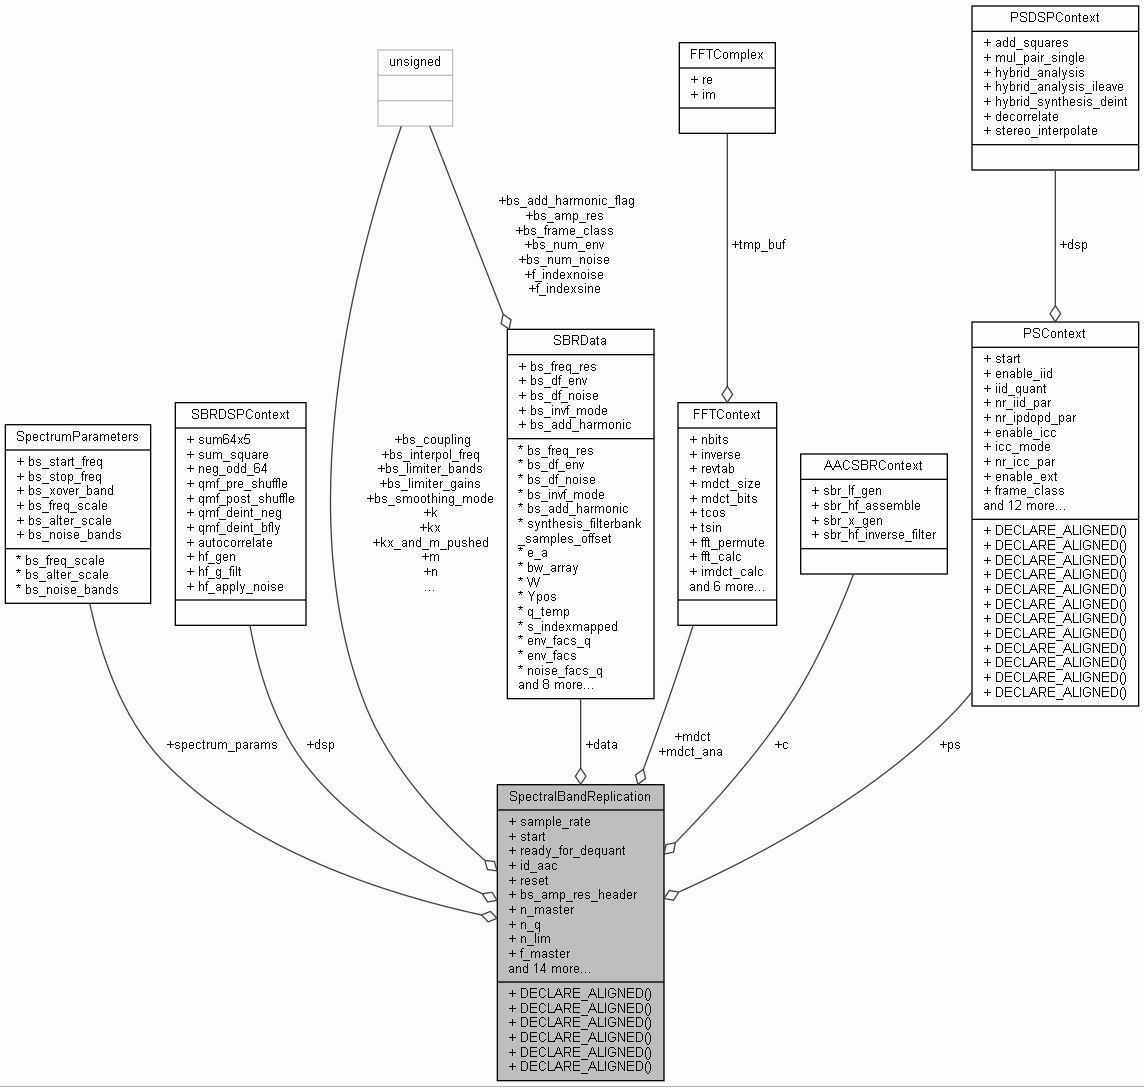 PSDSPContext
+ add_squares
+ mul_pair_single
+ hybrid_analysis
+ hybrid_analysis_ileave
+ hybrid_synthesis_deint
+ decorrelate
+ stereo_interpolate
unsigned
FFTComplex
+ re
+ im
+bs_add_harmonic_flag
+bs_amp_res
+bs_frame_class
+bs_num_env
+bs_num_noise
+f_indexnoise
+f_indexsine
+tmp_buf
+dsp
SpectrumParameters
+ bs_start_freq
+ bs_stop_freq
+ bs_xover_band
+ bs_freq_scale
+ bs_alter_scale
+ bs_noise_bands
* bs_freq_scale
* bs_alter_scale
* bs_noise_bands
SBRDSPContext
+ sum64x5
+ sum_square
+ neg_odd_64
+ qmf_pre_shuffle
+ qmf_post_shuffle
+ qmf_deint_neg
+ qmf_deint_bfly
+ autocorrelate
+ hf_gen
+ hf_g_filt
+ hf_apply_noise
+bs_coupling
+bs_interpol_freq
+bs_limiter_bands
+bs_limiter_gains
+bs_smoothing_mode
+k
+kx
+kx_and_m_pushed
+m
+n
...
SBRData
+ bs_freq_res
+ bs_df_env
+ bs_df_noise
+ bs_invf_mode
+ bs_add_harmonic
* bs_freq_res
* bs_df_env
* bs_df_noise
* bs_invf_mode
* bs_add_harmonic
* synthesis_filterbank
_samples_offset
* e_a
* bw_array
* W
* Ypos
* q_temp
* s_indexmapped
* env_facs_q
* env_facs
* noise_facs_q
and 8 more...
FFTContext
+ nbits
+ inverse
+ revtab
+ mdct_size
+ mdct_bits
+ tcos
+ tsin
+ fft_permute
+ fft_calc
+ imdct_calc
and 6 more...
AACSBRContext
+ sbr_lf_gen
+ sbr_hf_assemble
+ sbr_x_gen
+ sbr_hf_inverse_filter
PSContext
+ start
+ enable_iid
+ iid_quant
+ nr_iid_par
+ nr_ipdopd_par
+ enable_icc
+ icc_mode
+ nr_icc_par
+ enable_ext
+ frame_class
and 12 more...
+ DECLARE_ALIGNED()
+ DECLARE_ALIGNED()
+ DECLARE_ALIGNED()
+ DECLARE_ALIGNED()
+ DECLARE_ALIGNED()
+ DECLARE_ALIGNED()
+ DECLARE_ALIGNED()
+ DECLARE_ALIGNED()
+ DECLARE_ALIGNED()
+ DECLARE_ALIGNED()
+ DECLARE_ALIGNED()
+ DECLARE_ALIGNED()
+spectrum_params
+dsp
+data
+mdct
+mdct_ana
+c
+ps
SpectralBandReplication
+ sample_rate
+ start
+ ready_for_dequant
+ id_aac
+ reset
+ bs_amp_res_header
+ n_master
+ n_q
+ n_lim
+ f_master
and 14 more...
+ DECLARE_ALIGNED()
+ DECLARE_ALIGNED()
+ DECLARE_ALIGNED()
+ DECLARE_ALIGNED()
+ DECLARE_ALIGNED()
+ DECLARE_ALIGNED()